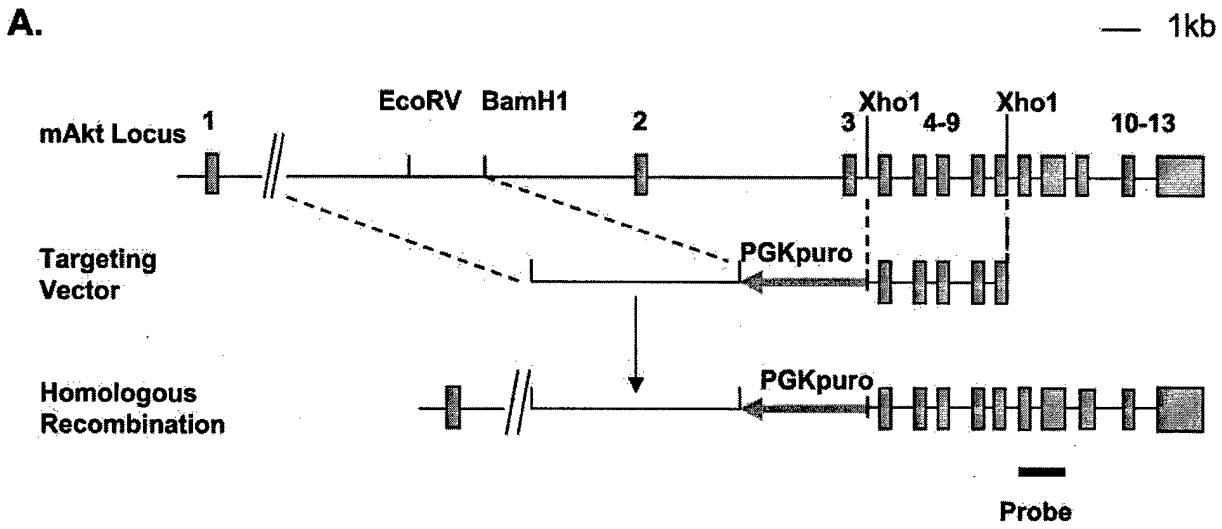 A.
1kb
EcoRV BamH1 Xho1 Xho1
mAkt Locus 1 2 3 4-9 10-13
Targeting
Vector
PGKpuro
Homologous
Recombination
PGKpuro
Probe